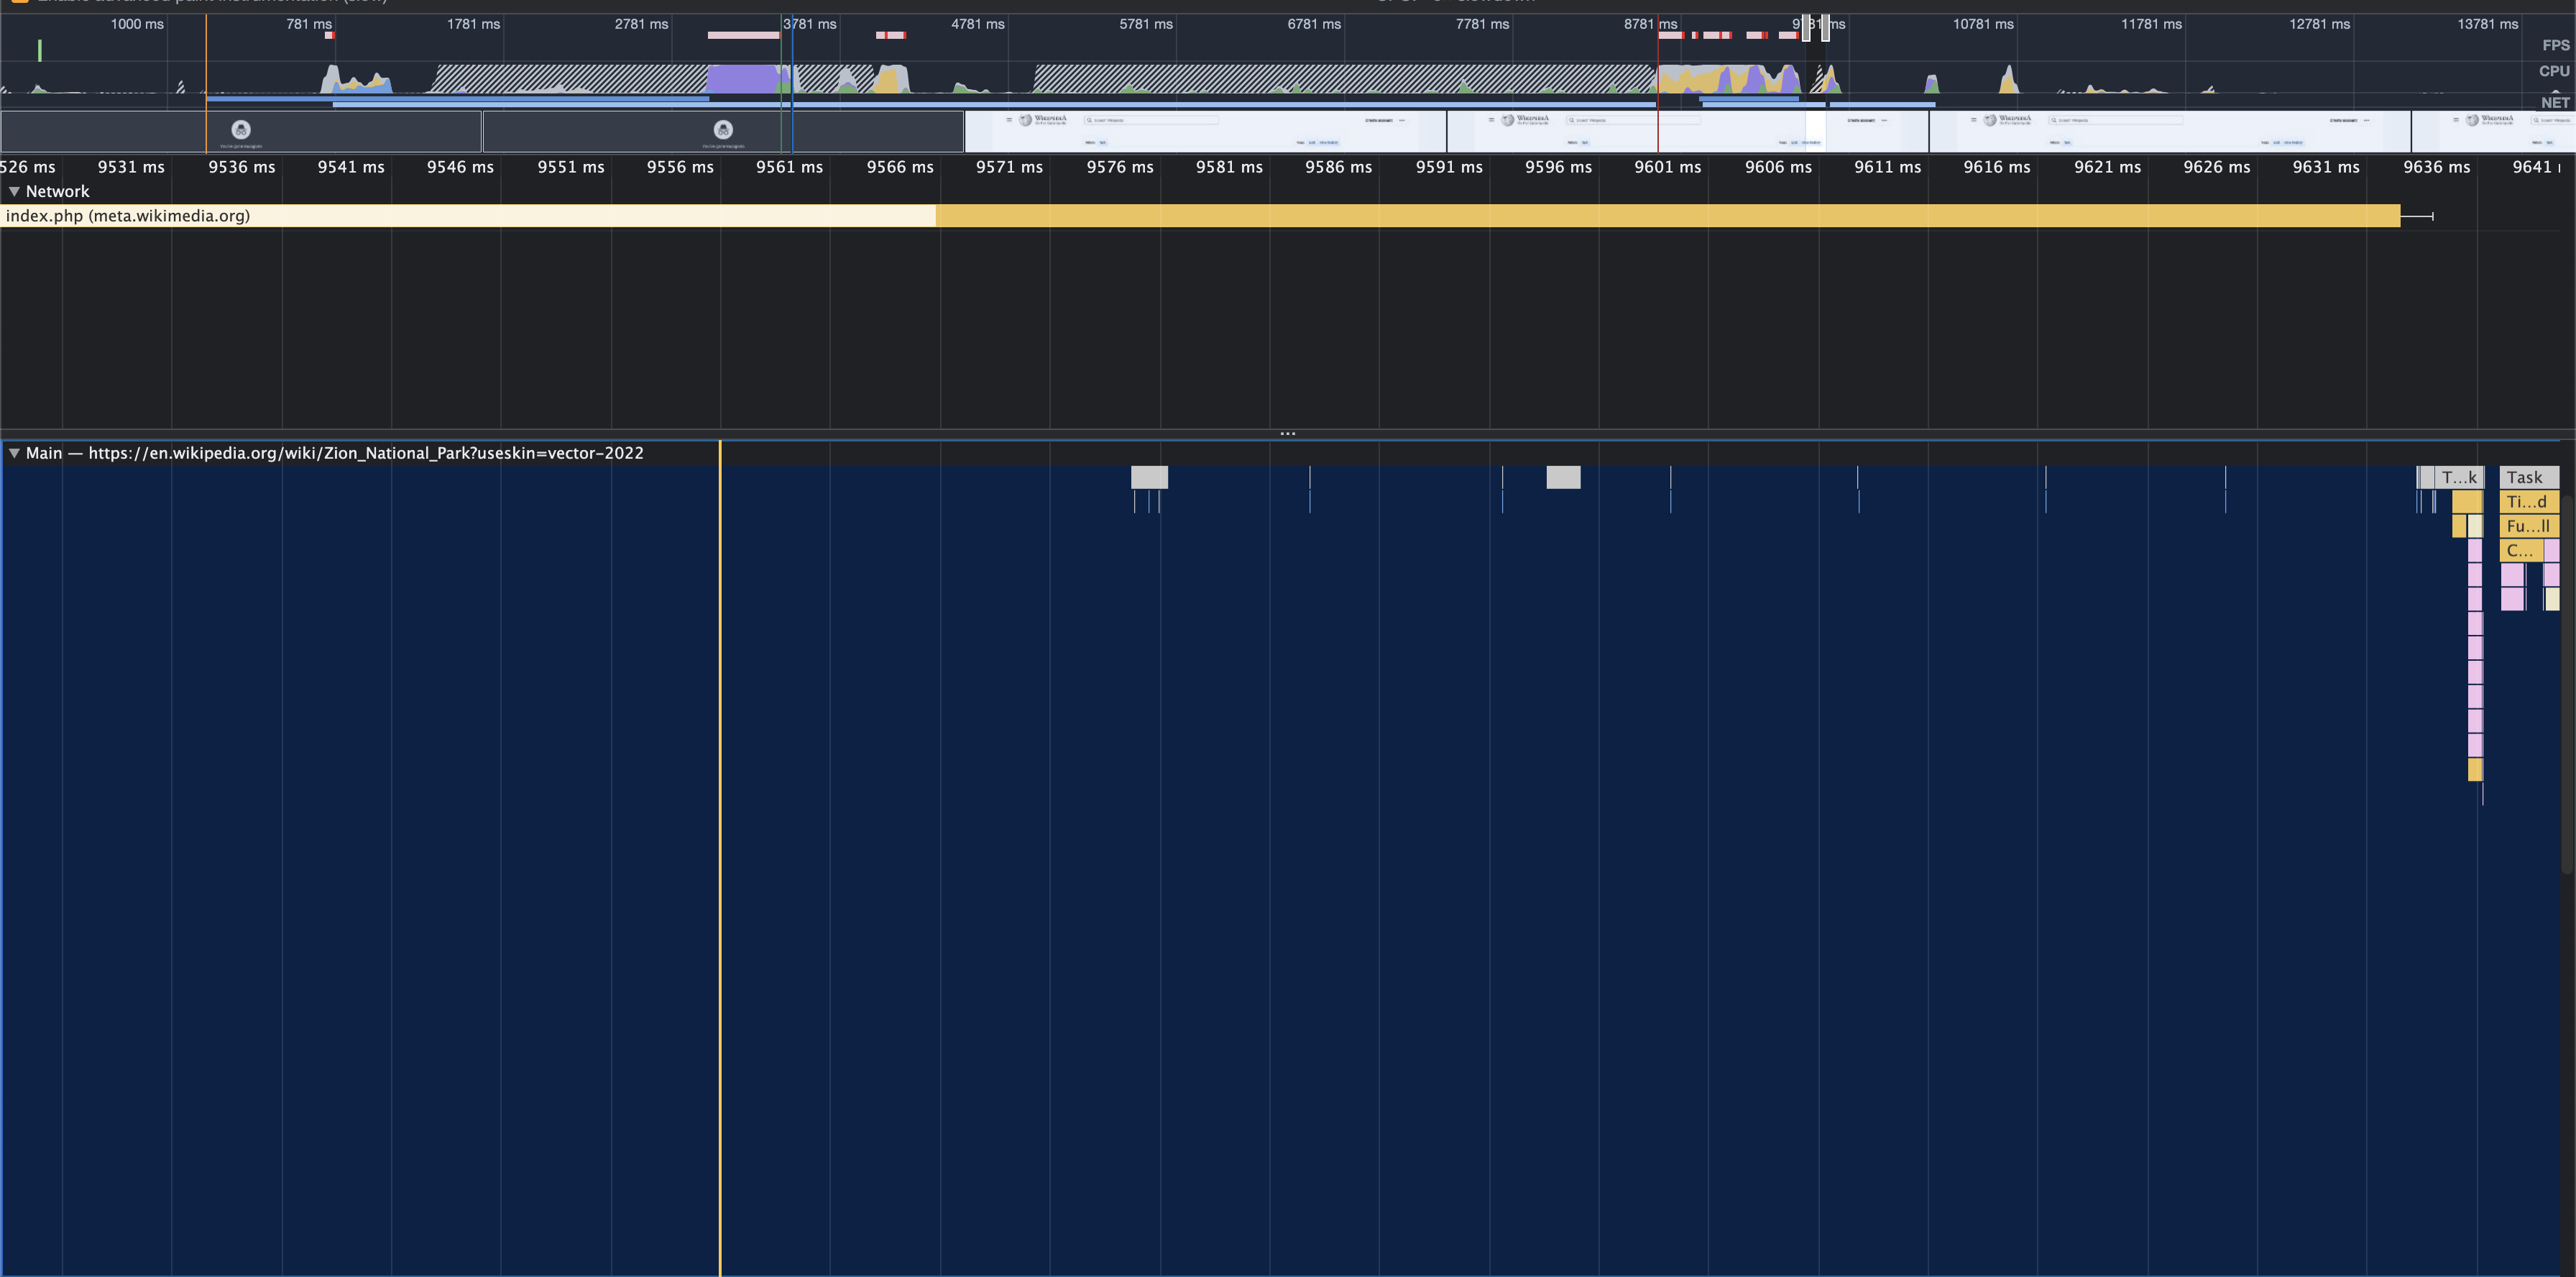 1000 ms 781 ms 1781 ms 2781 ms 3781 ms 4781 ms 5781 ms 6781 ms 7781 ms 8781 ms ms 10781 ms 11781 ms 12781 ms 13781 ms
FPS
CPU
NET
526 ms 9531 ms 9536 ms 9541 ms 9546 ms 9551 ms 9556 ms 9561 ms 9566 ms 9571 ms 9576 ms 9581 ms 9586 ms 9591 ms 9596 ms 9601 ms 9606 ms 9611 ms 9616 ms 9621 ms 9626 ms 9631 ms 9636 ms 9641
Network
index.php (meta.wikimedia.org)
Main — https://en.wikipedia.org/wiki/Zion_National_Park?useskin=vector-2022
T...k Task
Ti...d
Fu...ll
C...